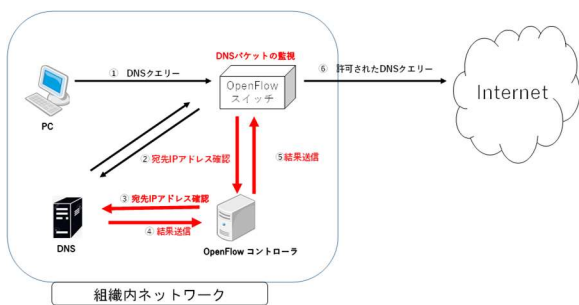 DNSパケットの監視
① DNSクエリー
⑥ 許可されたDNSクエリー
OpenFlow
スイッチ
Internet
PC
② 宛先IPアドレス確認
⑤結果送信
③ 宛先IPアドレス確認
④ 結果送信
DNS
OpenFlow コントローラ
組織内ネットワーク